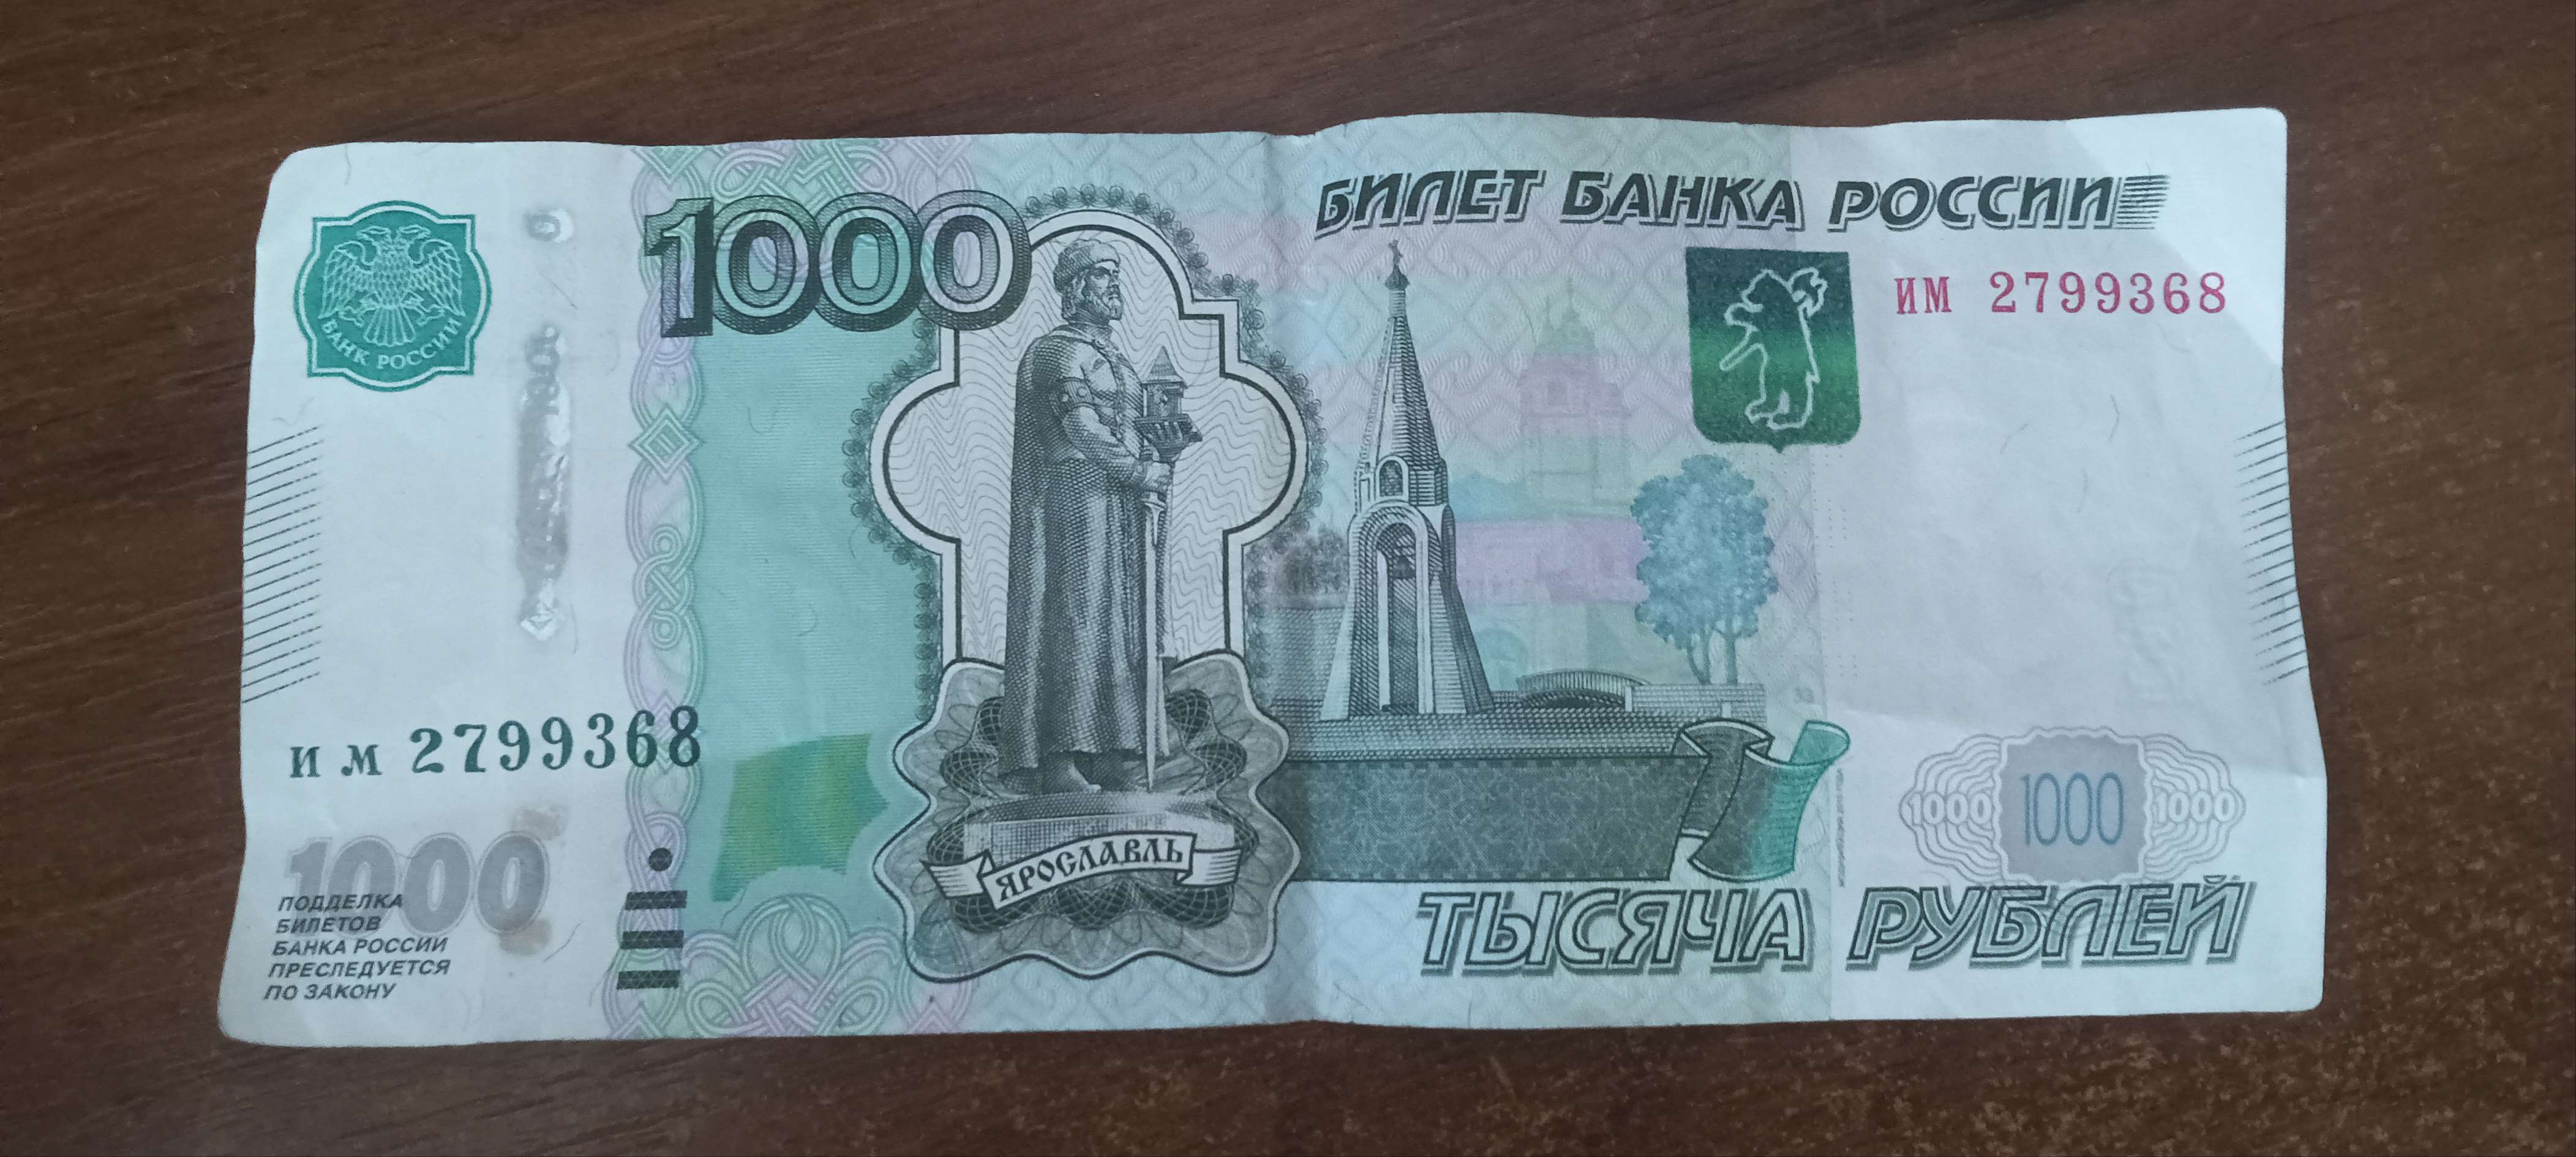 БАНК РОССИИ
1000
БИЛЕТ БАНКА РОССИИ
ИМ 2799368
им 2799368
1000
ПОДДЕЛКА
БИЛЕТОВ
БАНКА РОССИИ
ПРЕСЛЕДУЕТСЯ
ПО ЗАКОНУ
ЯРОСЛАВЛЬ
1000 1000 1000
ТЫСЯЧА РУБЛЕЙ